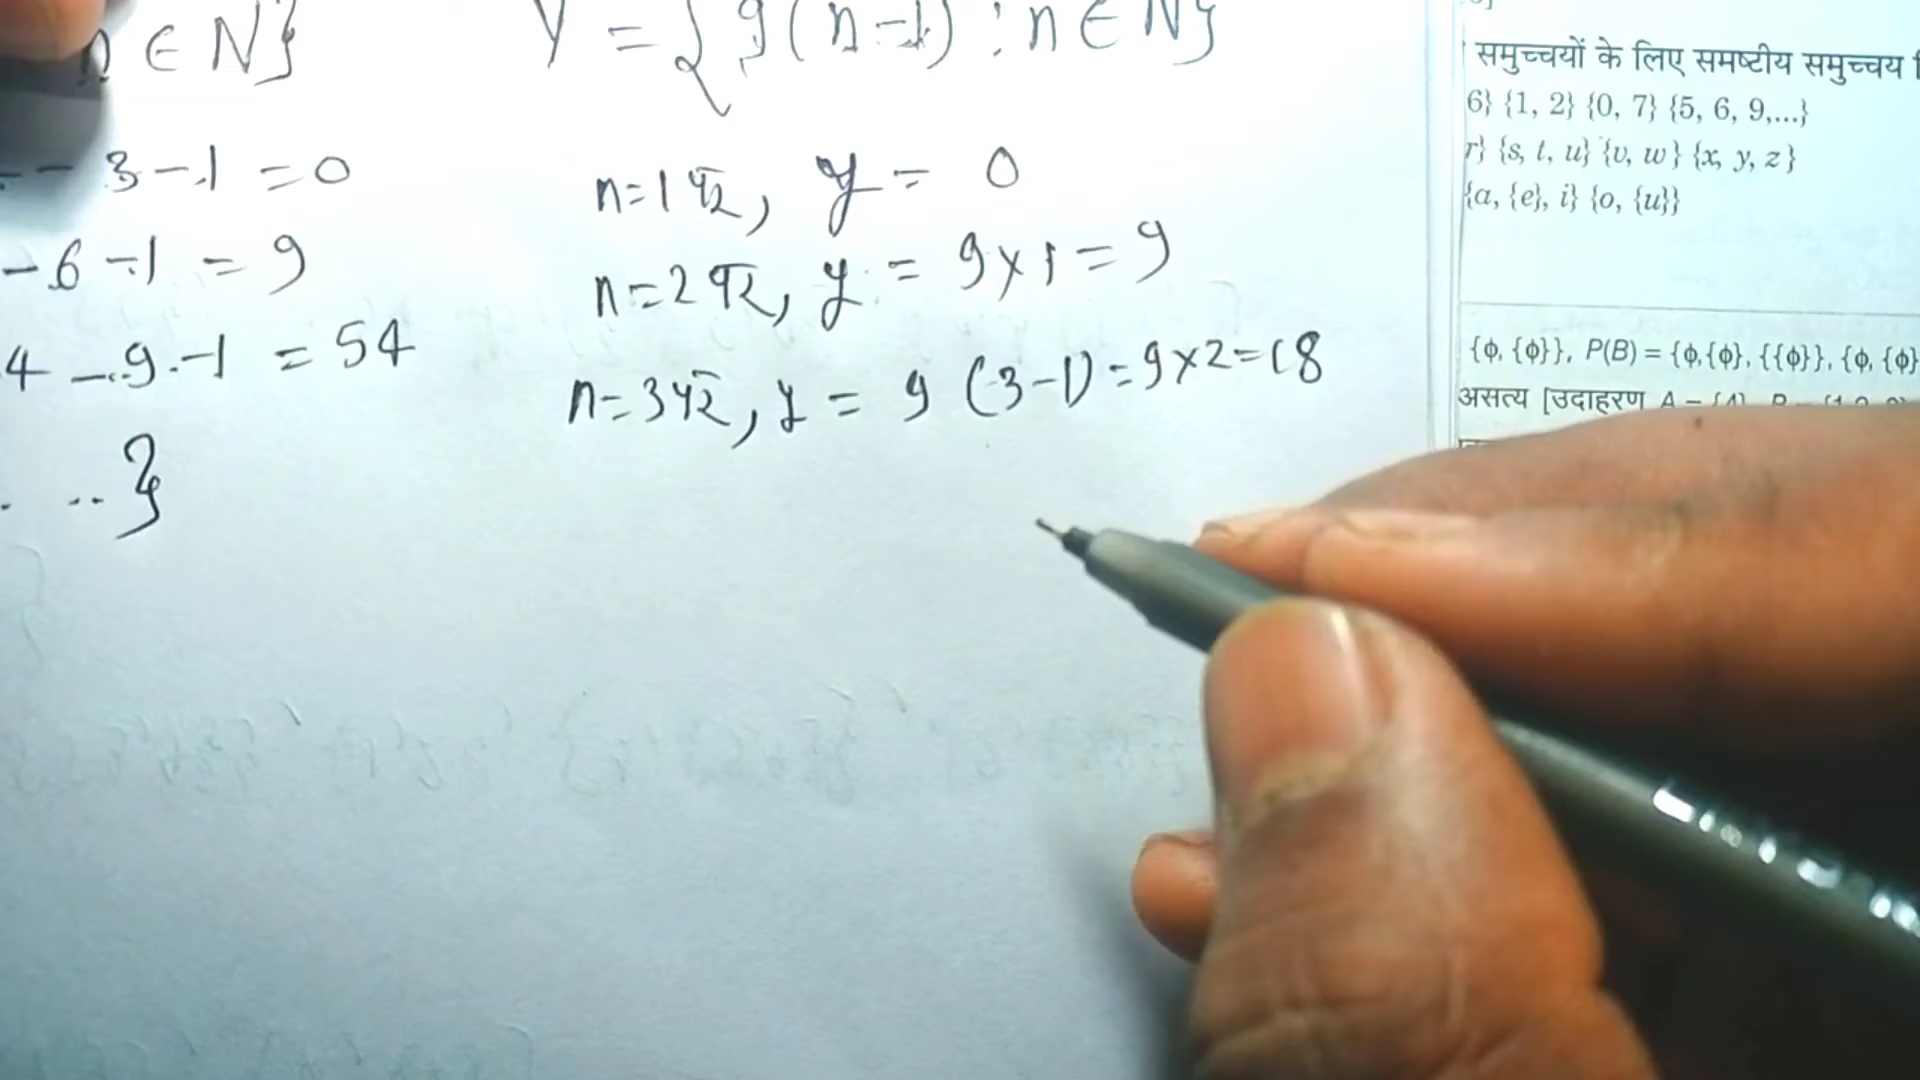 n ∈ N}
Y = {9(n-1) : n ∈ N}
- 3 - 1 = 0
n=1 पर, y = 0
- 6 - 1 = 9
n=2 पर, y = 9×1 = 9
4 - 9 - 1 = 54
n=3 पर, y = 9 (3-1) = 9×2 = 18
. ...}
समुच्चयों के लिए समष्टीय समुच्चय
6} {1, 2} {0, 7} {5, 6, 9,...}
r} {s, t, u} {v, w} {x, y, z}
{a, {e}, i} {o, {u}}
{ϕ, {ϕ}}, P(B) = {ϕ,{ϕ}, {{ϕ}}, {ϕ, {ϕ}
असत्य [उदाहरण